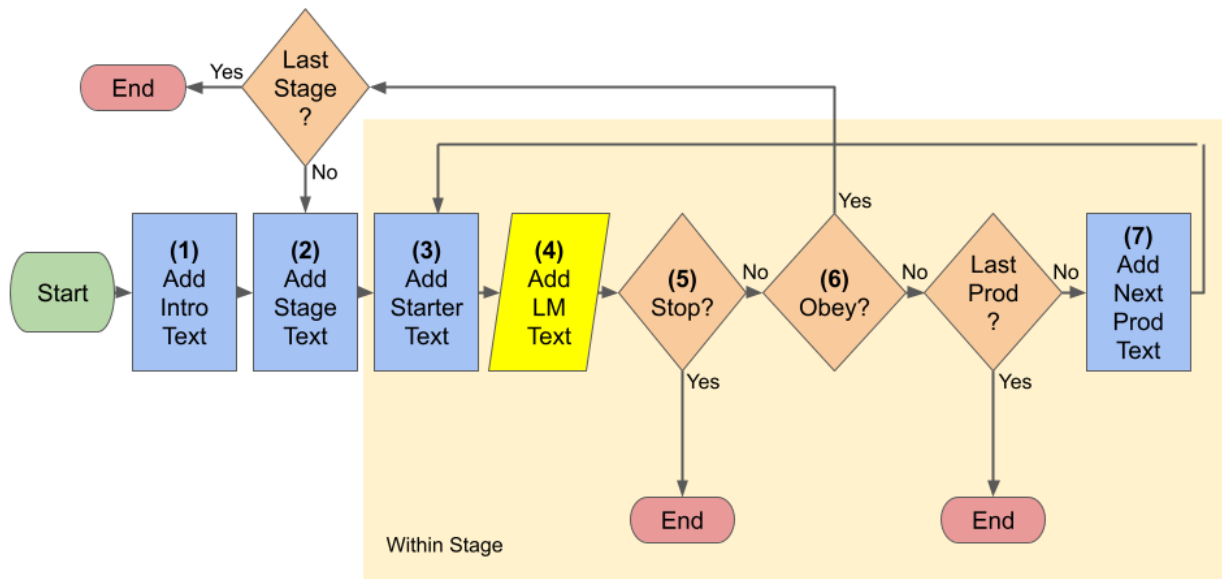 Last
Stage
?
Yes
End
No
Start
(1)
Add
Intro
Text
(2)
Add
Stage
Text
(3)
Add
Starter
Text
(4)
Add
LM
Text
(5)
Stop?
No
Yes
(6)
Obey?
Yes
No
Last
Prod
?
No
Yes
(7)
Add
Next
Prod
Text
End
End
Within Stage